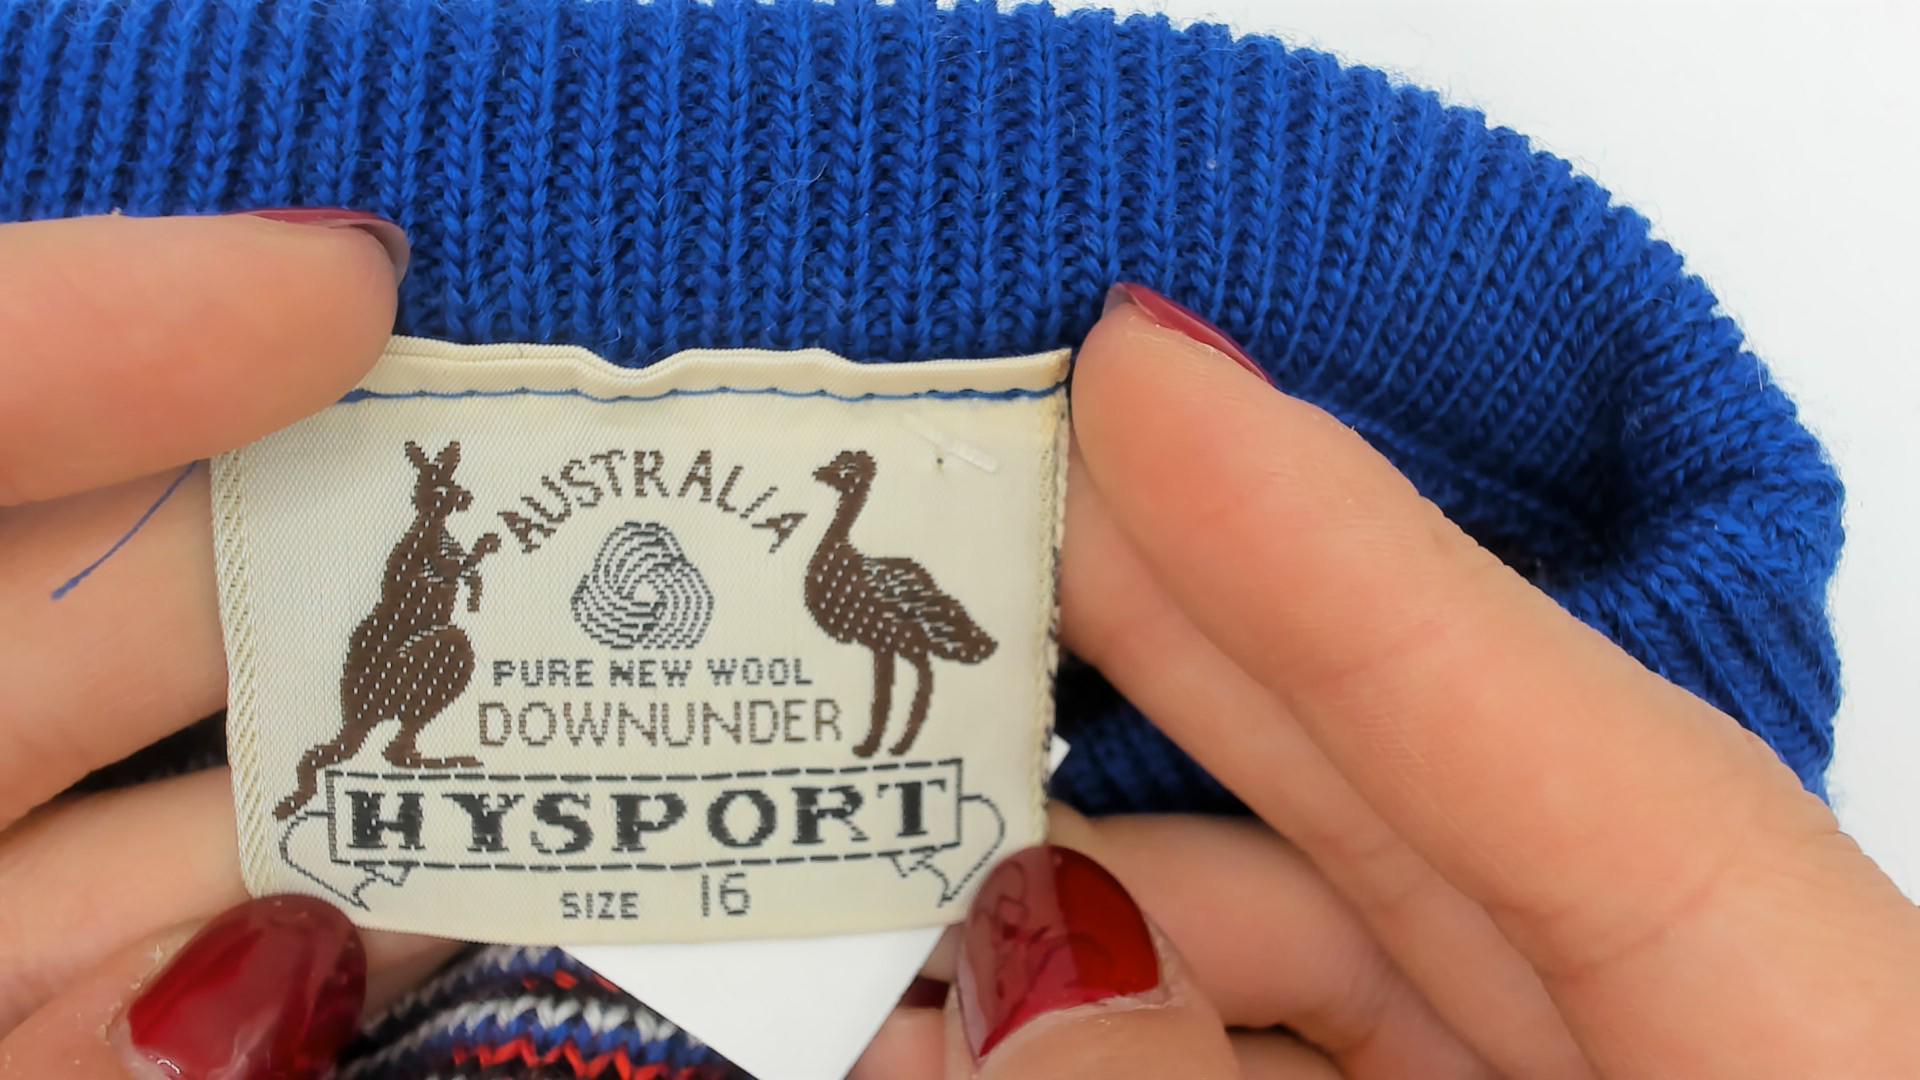 AUSTRALIA
PURE NEW WOOL
DOWNUNDER
HYSPORT
SIZE 16